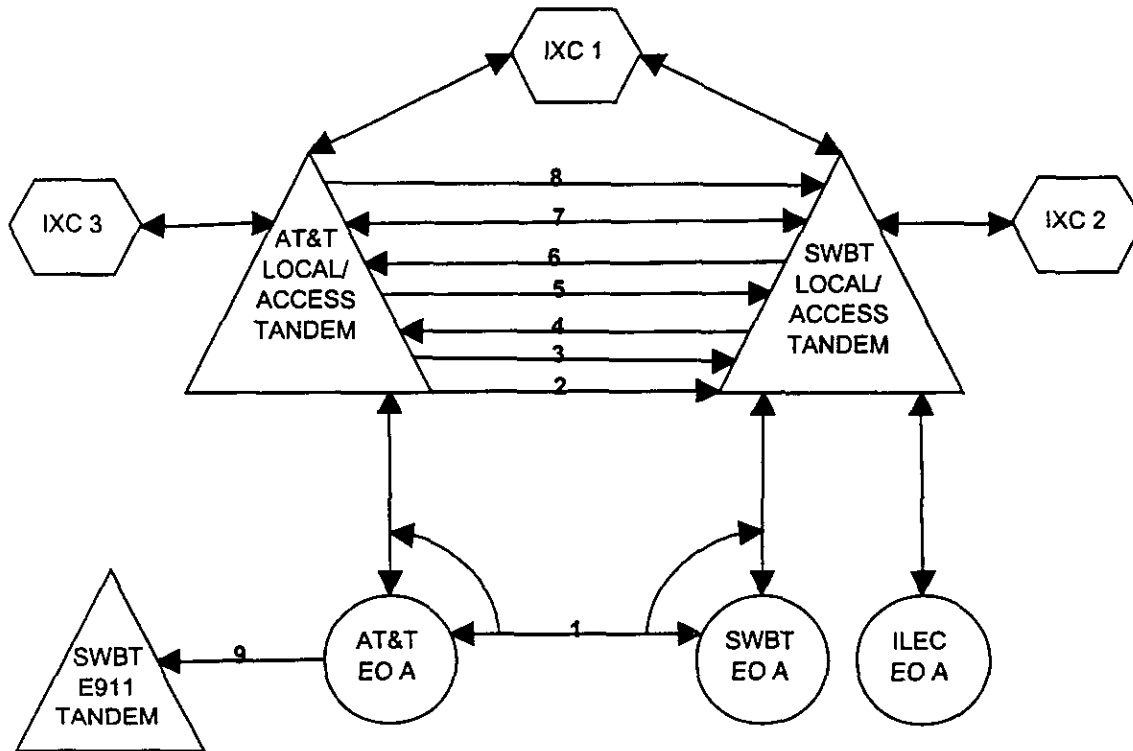 IXC 1
8
IXC 3
7
IXC 2
AT&T
LOCAL/
ACCESS
TANDEM
6
SWBT
LOCAL/
ACCESS
TANDEM
5
4
3
2
1
SWBT
E911
TANDEM
9
AT&T
EO A
SWBT
EO A
ILEC
EO A